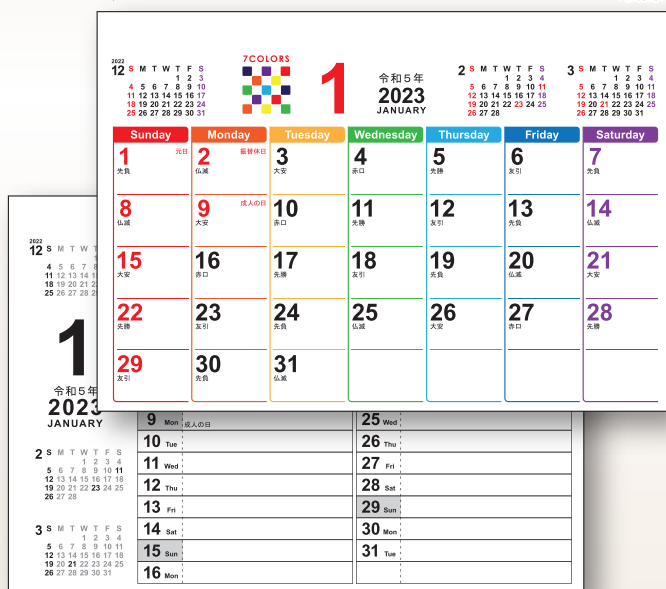 2022
12 S M T W T F S
1 2 3
4 5 6 7 8 9 10
11 12 13 14 15 16 17
18 19 20 21 22 23 24
25 26 27 28 29 30 31
7COLORS
1
令和5年
2023
JANUARY
2 S M T W T F S
1 2 3 4
5 6 7 8 9 10 11
12 13 14 15 16 17 18
19 20 21 22 23 24 25
26 27 28
3 S M T W T F S
1 2 3 4
5 6 7 8 9 10 11
12 13 14 15 16 17 18
19 20 21 22 23 24 25
26 27 28 29 30 31
Sunday Monday Tuesday Wednesday Thursday Friday Saturday
1 元日 2 振替休日 3 4 5 6 7
先負 仏滅 大安 赤口 先勝 友引 先負
8 9 成人の日 10 11 12 13 14
仏滅 大安 赤口 先勝 友引 先負 仏滅
15 16 17 18 19 20 21
大安 赤口 先勝 友引 先負 仏滅 大安
22 23 24 25 26 27 28
先勝 友引 先負 仏滅 大安 赤口 先勝
29 30 31
友引 先負 仏滅
2022
12 S M T W T
4 5 6 7 8
11 12 13 14
18 19 20 21
25 26 27 28
1
令和5年
2023
JANUARY
2 S M T W T F S
1 2 3 4
5 6 7 8 9 10 11
12 13 14 15 16 17 18
19 20 21 22 23 24 25
26 27 28
3 S M T W T F S
1 2 3 4
5 6 7 8 9 10 11
12 13 14 15 16 17 18
19 20 21 22 23 24 25
26 27 28 29 30 31
9 Mon 成人の日
10 Tue
11 Wed
12 Thu
13 Fri
14 Sat
15 Sun
16 Mon
25 Wed
26 Thu
27 Fri
28 Sat
29 Sun
30 Mon
31 Tue